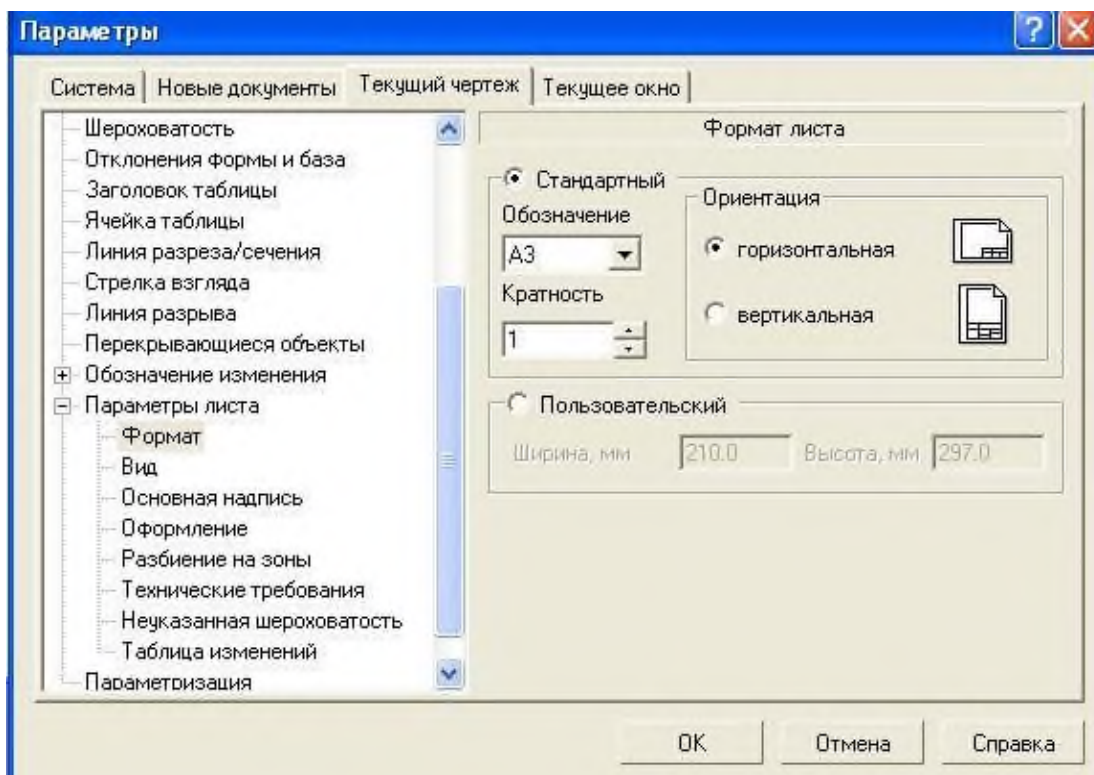 Параметры
Система
Новые документы
Текущий чертеж
Текущее окно
Шероховатость
Отклонения формы и база
Заголовок таблицы
Ячейка таблицы
Линия разреза/сечения
Стрелка взгляда
Линия разрыва
Перекрывающиеся объекты
Обозначение изменения
Параметры листа
Формат
Вид
Основная надпись
Оформление
Разбиение на зоны
Технические требования
Неуказанная шероховатость
Таблица изменений
Параметризация
Формат листа
Стандартный
Обозначение
A3
Кратность
1
Ориентация
горизонтальная
вертикальная
Пользовательский
Ширина, мм 210.0 Высота, мм 297.0
OK
Отмена
Справка